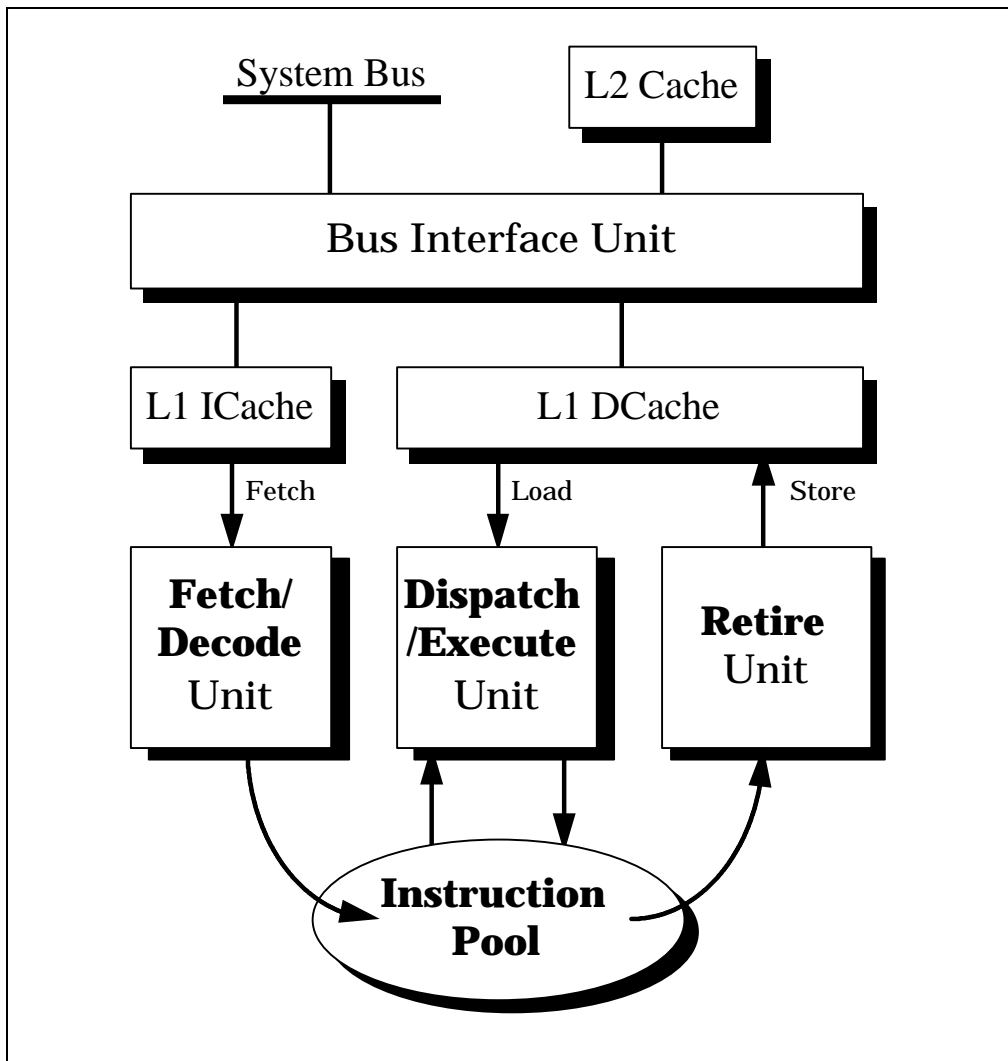 System Bus
L2 Cache
Bus Interface Unit
L1 ICache
L1 DCache
Fetch
Load
Store
Fetch/
Decode
Unit
Dispatch
/Execute
Unit
Retire
Unit
Instruction
Pool